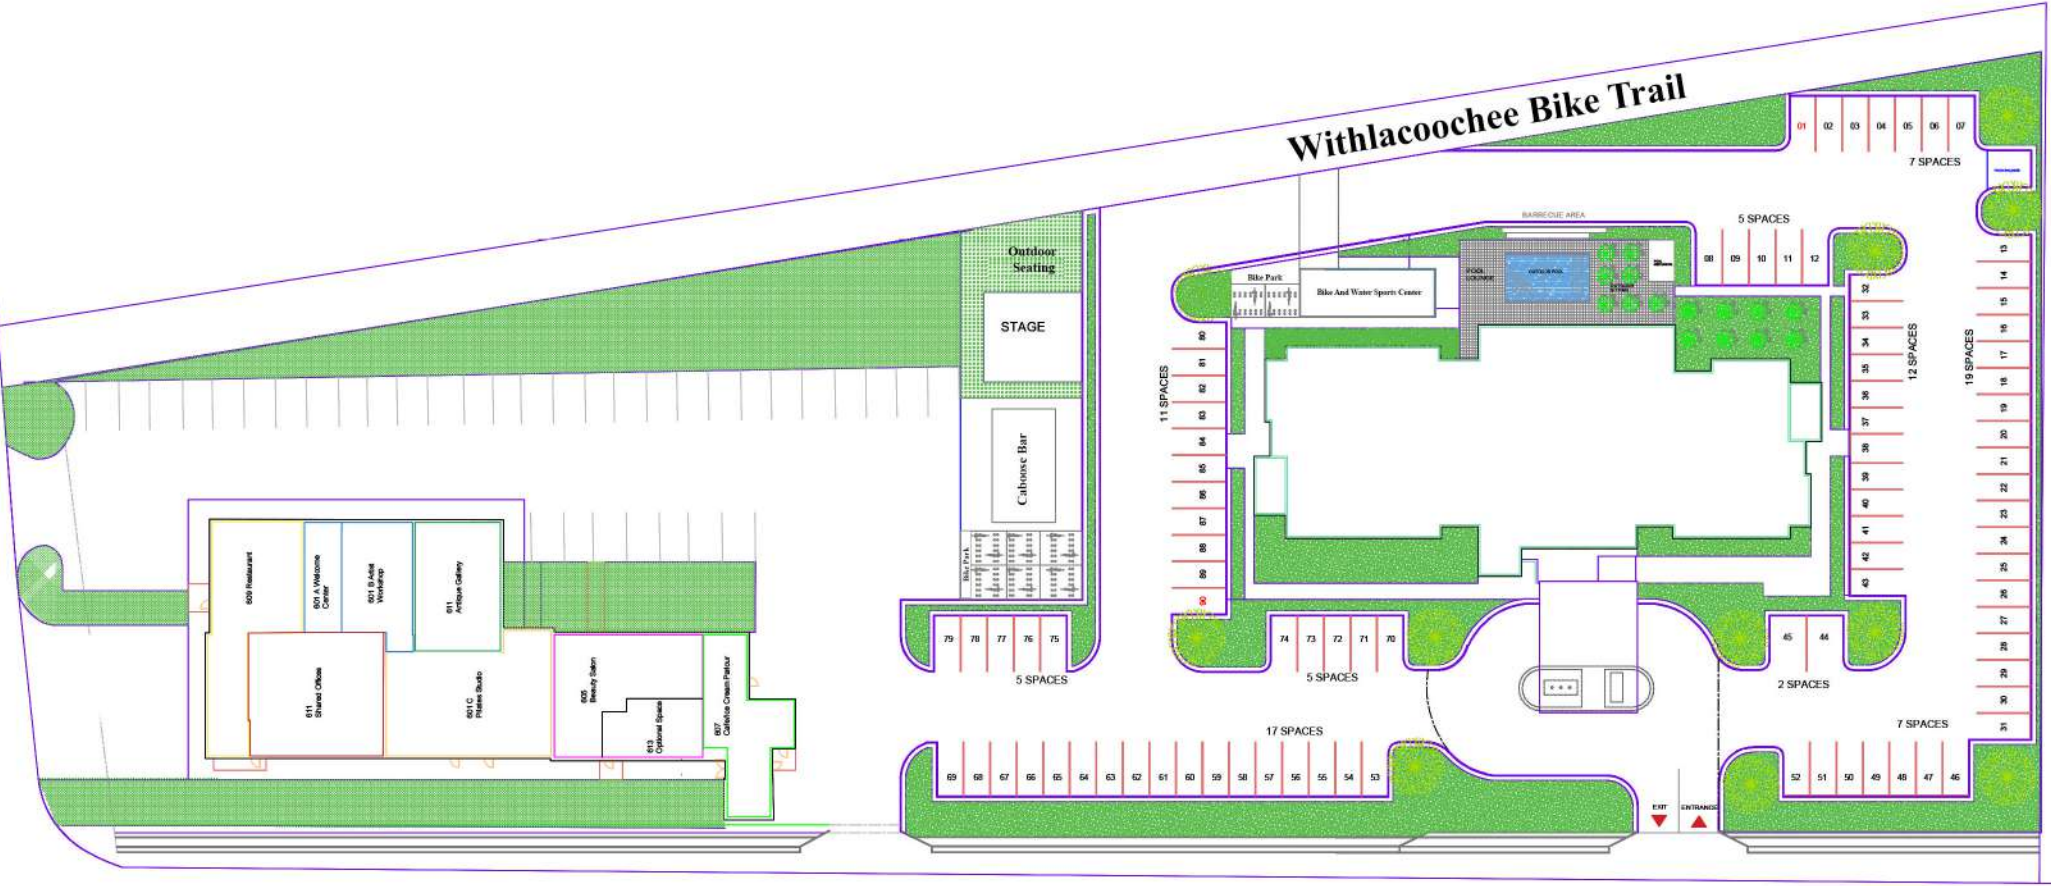 Withlacoochee Bike Trail
01 02 03 04 05 06 07
7 SPACES
BARBECUE AREA
5 SPACES
08 09 10 11 12
13
14
15
16
17
18
19
20
21
22
23
24
25
26
27
28
29
30
31
19 SPACES
32
33
34
35
36
37
38
39
40
41
42
43
12 SPACES
POOL
LOUNGE
Bike Park
Bike And Water Sports Center
80
81
82
83
84
85
86
87
88
89
90
11 SPACES
Outdoor
Seating
STAGE
Caboose Bar
Bike Park
609 Restaurant
601 A Welcome
Center
601 B Artist
Workshop
611
Antique Gallery
611
Shared Offices
601 C
Pilates Studio
605
Beauty Salon
613
Optional Space
607
Cafe/Ice Cream Parlour
79 78 77 76 75
5 SPACES
74 73 72 71 70
5 SPACES
45 44
2 SPACES
17 SPACES
69 68 67 66 65 64 63 62 61 60 59 58 57 56 55 54 53
7 SPACES
52 51 50 49 48 47 46
EXIT
ENTRANCE